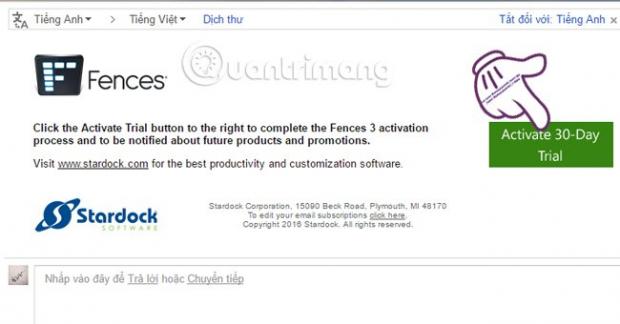 Tiếng Anh > Tiếng Việt Dịch thư Tắt đối với: Tiếng Anh x
Fences
Quantrimang
Click the Activate Trial button to the right to complete the Fences 3 activation
process and to be notified about future products and promotions.
Activate 30-Day
Trial
Visit www.stardock.com for the best productivity and customization software.
Stardock
SOFTWARE
Stardock Corporation, 15090 Beck Road, Plymouth, MI 48170
To edit your email subscriptions click here.
Copyright 2016 Stardock. All rights reserved.
Nhấp vào đây để Trả lời hoặc Chuyển tiếp